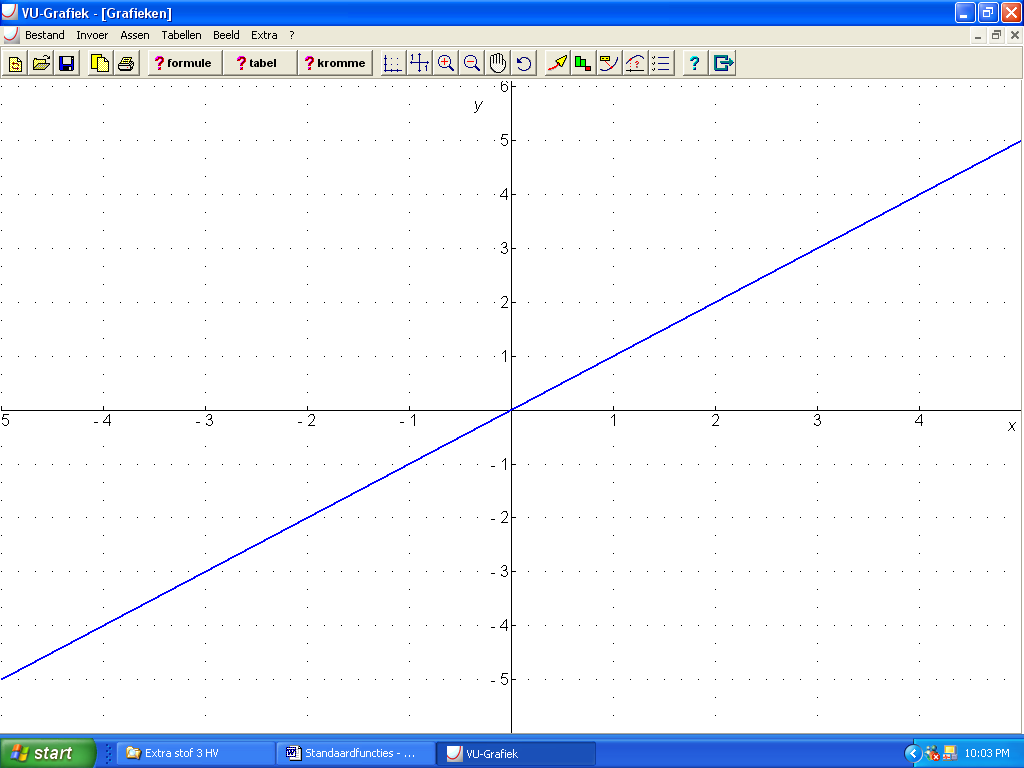 VU-Grafiek - [Grafieken]
Bestand Invoer Assen Tabellen Beeld Extra ?
? formule ? tabel ? kromme ?
y
6
5
4
3
2
1
5 -4 -3 -2 -1 1 2 3 4
x
-1
-2
-3
-4
-5
start Extra stof 3 HV Standaardfuncties - ... VU-Grafiek 10:03 PM